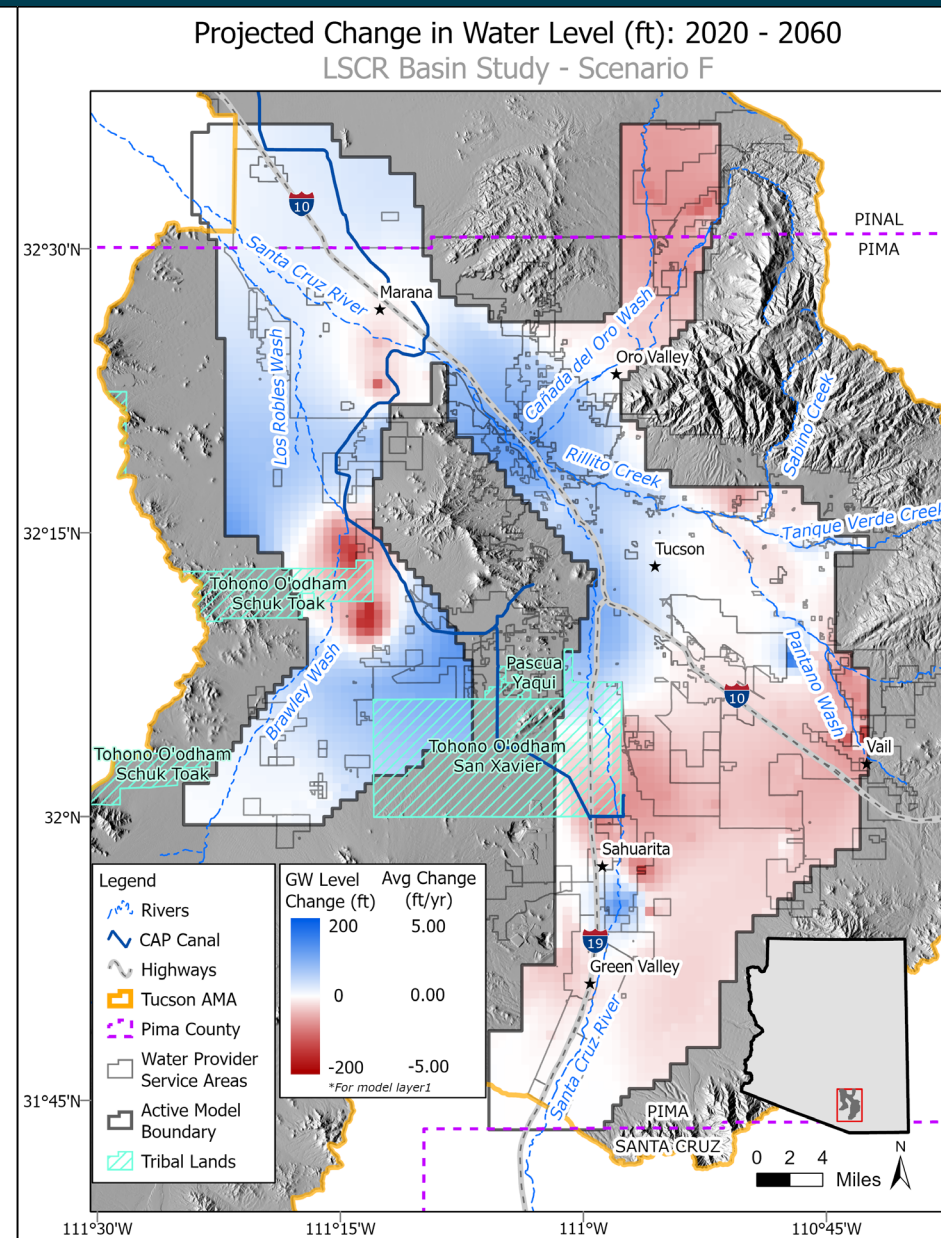 Projected Change in Water Level (ft): 2020 - 2060
LSCR Basin Study - Scenario F
32°30'N
32°15'N
32°N
31°45'N
10
PINAL
PIMA
Santa Cruz River
Marana
Los Robles Wash
Cañada del Oro Wash
Oro Valley
Sabino Creek
Rillito Creek
Tanque Verde Creek
Tucson
Tohono O'odham
Schuk Toak
Pascua
Yaqui
Pantano Wash
10
Brawley Wash
Vail
Tohono O'odham
San Xavier
Tohono O'odham
Schuk Toak
Sahuarita
19
Green Valley
Santa Cruz River
PIMA
SANTA CRUZ
Legend
Rivers
CAP Canal
Highways
Tucson AMA
Pima County
Water Provider
Service Areas
Active Model
Boundary
Tribal Lands
GW Level
Change (ft)
Avg Change
(ft/yr)
200 5.00
0 0.00
-200 -5.00
*For model layer1
N
0 2 4 Miles
111°30'W 111°15'W 111°W 110°45'W